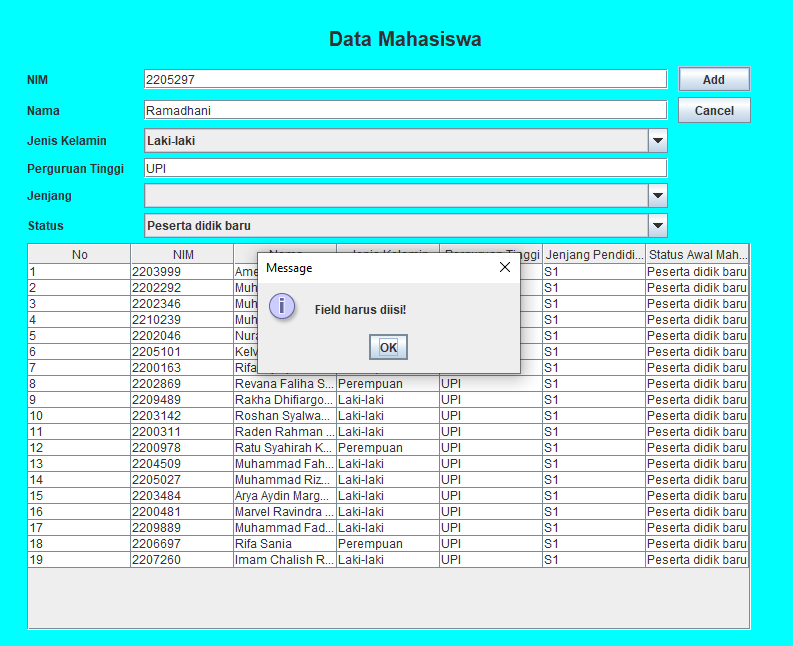 Data Mahasiswa
NIM 2205297 Add
Nama Ramadhani Cancel
Jenis Kelamin Laki-laki
Perguruan Tinggi UPI
Jenjang
Status Peserta didik baru
No NIM Nama Jenis Kelamin Perguruan Tinggi Jenjang Pendidi... Status Awal Mah...
Message
Field harus diisi!
OK
1 2203999 Ame S1 Peserta didik baru
2 2202292 Muh S1 Peserta didik baru
3 2202346 Muh S1 Peserta didik baru
4 2210239 Muh S1 Peserta didik baru
5 2202046 Nura S1 Peserta didik baru
6 2205101 Kelv S1 Peserta didik baru
7 2200163 Rifa S1 Peserta didik baru
8 2202869 Revana Faliha S... Perempuan UPI S1 Peserta didik baru
9 2209489 Rakha Dhifiargo... Laki-laki UPI S1 Peserta didik baru
10 2203142 Roshan Syalwa... Laki-laki UPI S1 Peserta didik baru
11 2200311 Raden Rahman ... Laki-laki UPI S1 Peserta didik baru
12 2200978 Ratu Syahirah K... Perempuan UPI S1 Peserta didik baru
13 2204509 Muhammad Fah... Laki-laki UPI S1 Peserta didik baru
14 2205027 Muhammad Riz... Laki-laki UPI S1 Peserta didik baru
15 2203484 Arya Aydin Marg... Laki-laki UPI S1 Peserta didik baru
16 2200481 Marvel Ravindra ... Laki-laki UPI S1 Peserta didik baru
17 2209889 Muhammad Fad... Laki-laki UPI S1 Peserta didik baru
18 2206697 Rifa Sania Perempuan UPI S1 Peserta didik baru
19 2207260 Imam Chalish R... Laki-laki UPI S1 Peserta didik baru